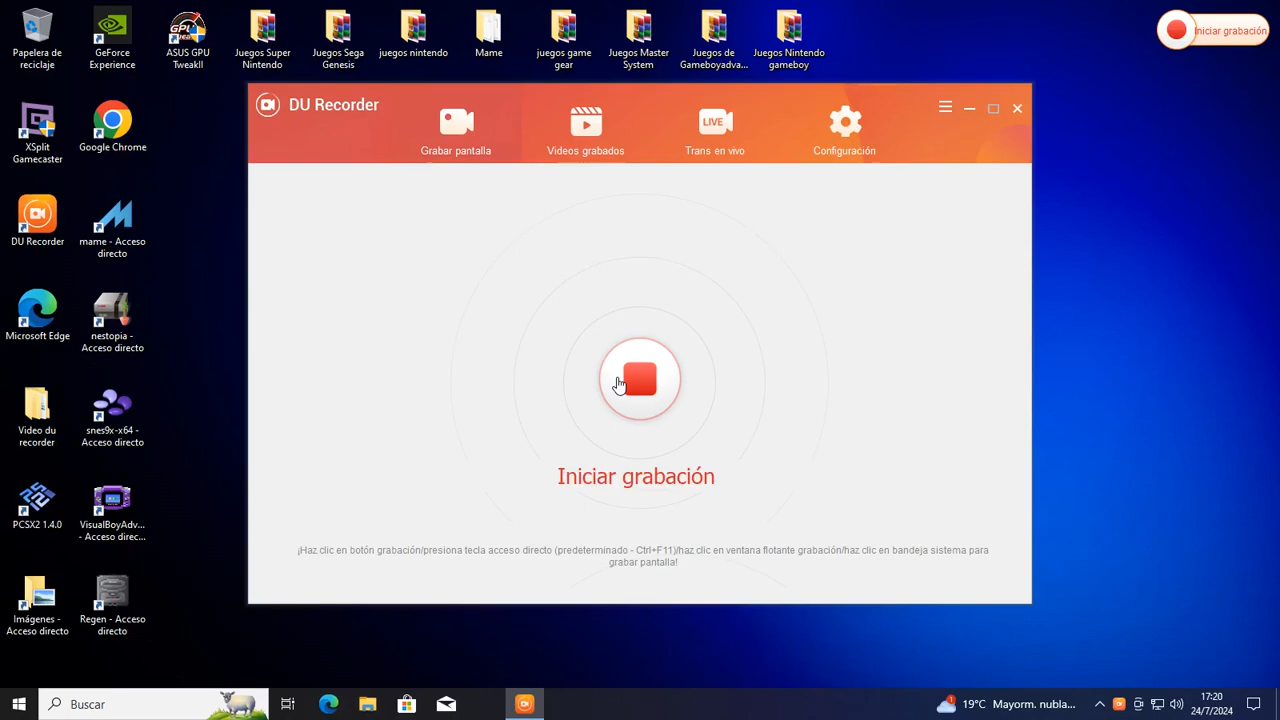 Papelera de
reciclaje
GeForce
Experience
ASUS GPU
TweakII
Juegos Super
Nintendo
Juegos Sega
Genesis
juegos nintendo
Mame
juegos game
gear
Juegos Master
System
Juegos de
Gameboyadva...
Juegos Nintendo
gameboy
Iniciar grabación
DU Recorder
Grabar pantalla
Videos grabados
LIVE
Trans en vivo
Configuración
XSplit
Gamecaster
Google Chrome
DU Recorder
mame - Acceso
directo
Microsoft Edge
nestopia -
Acceso directo
Video du
recorder
snes9x-x64 -
Acceso directo
PCSX2 1.4.0
VisualBoyAdv...
- Acceso direc...
Imágenes -
Acceso directo
Regen - Acceso
directo
Iniciar grabación
¡Haz clic en botón grabación/presiona tecla acceso directo (predeterminado - Ctrl+F11)/haz clic en ventana flotante grabación/haz clic en bandeja sistema para
grabar pantalla!
Buscar
1
19°C Mayorm. nubla...
17:20
24/7/2024